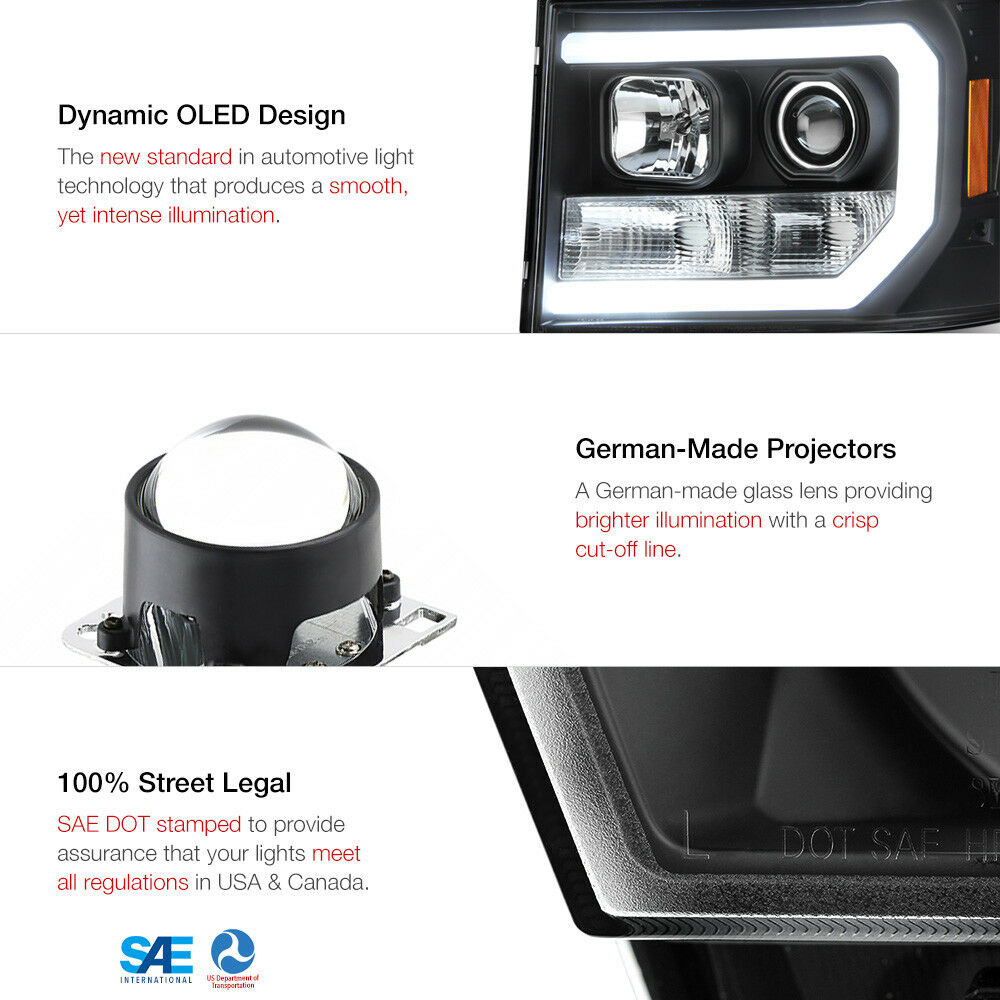 Dynamic OLED Design
The new standard in automotive light
technology that produces a smooth,
yet intense illumination.
German-Made Projectors
A German-made glass lens providing
brighter illumination with a crisp
cut-off line.
100% Street Legal
SAE DOT stamped to provide
assurance that your lights meet
all regulations in USA & Canada.
L DOT SAE
SAE
INTERNATIONAL
US Department of
Transportation